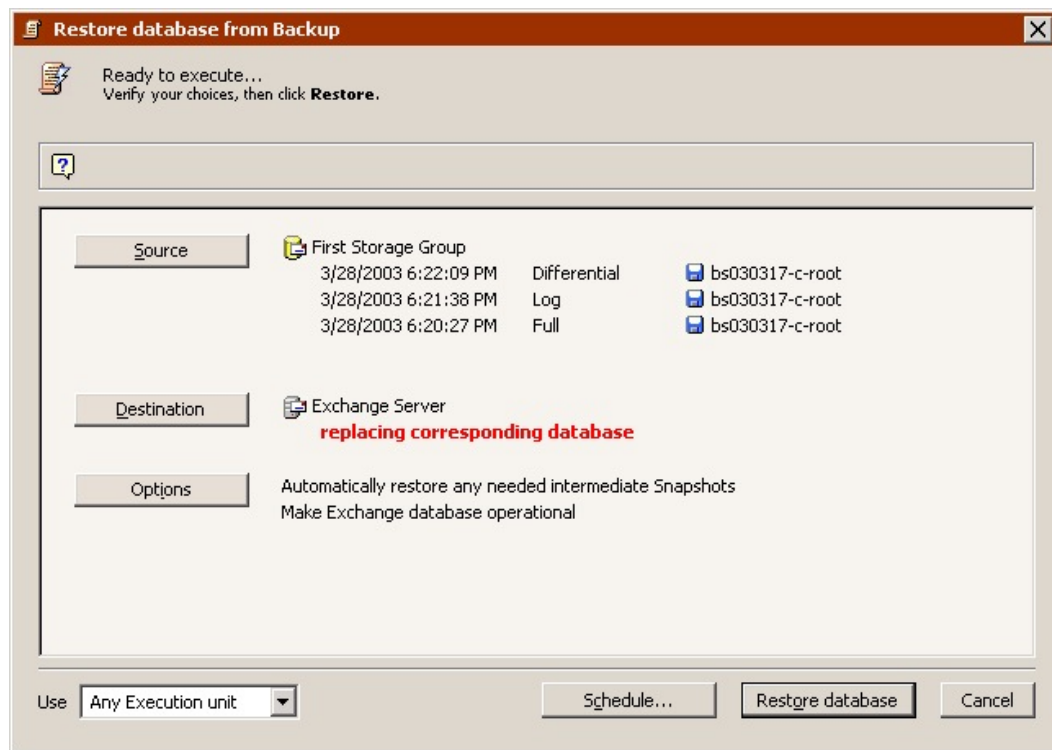 Restore database from Backup
Ready to execute...
Verify your choices, then click Restore.
Source
First Storage Group
3/28/2003 6:22:09 PM Differential bs030317-c-root
3/28/2003 6:21:38 PM Log bs030317-c-root
3/28/2003 6:20:27 PM Full bs030317-c-root
Destination
Exchange Server
replacing corresponding database
Options
Automatically restore any needed intermediate Snapshots
Make Exchange database operational
Use Any Execution unit Schedule... Restore database Cancel